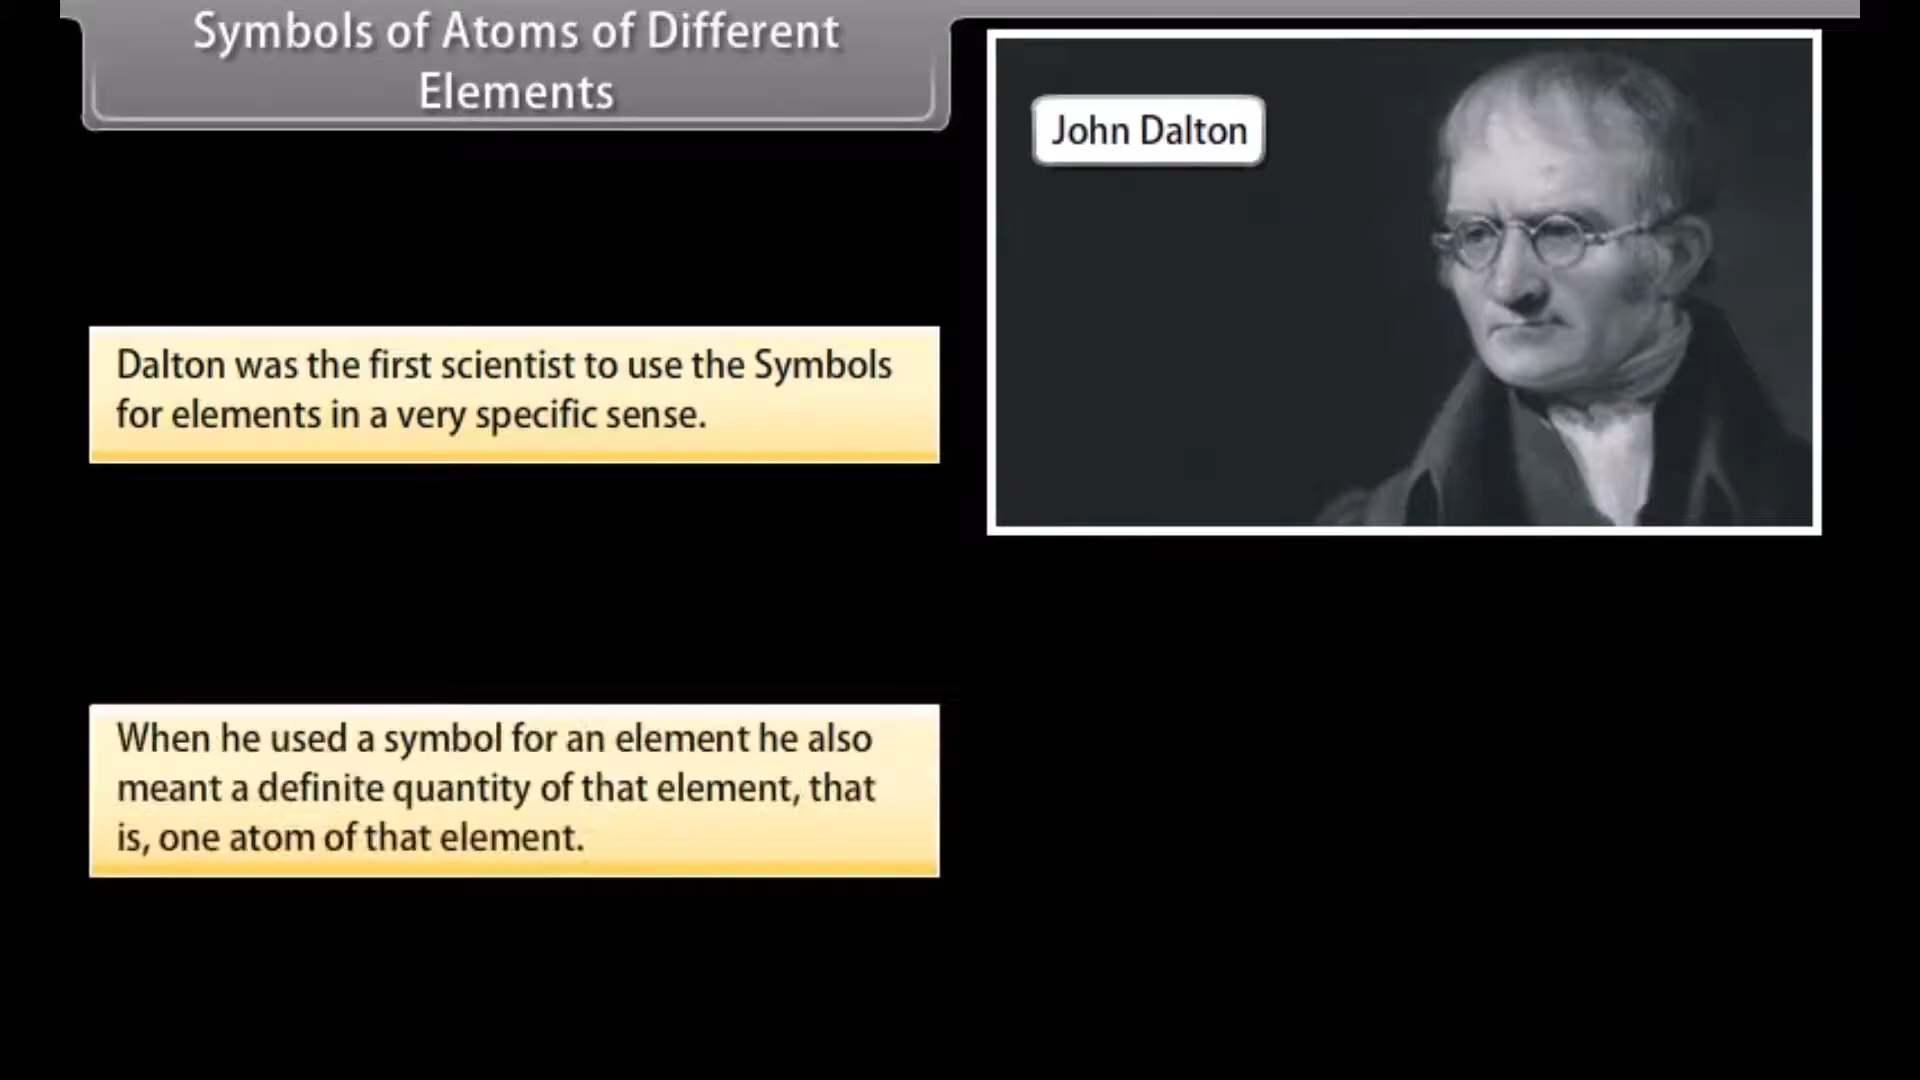 Symbols of Atoms of Different
Elements
John Dalton
Dalton was the first scientist to use the Symbols
for elements in a very specific sense.
When he used a symbol for an element he also
meant a definite quantity of that element, that
is, one atom of that element.